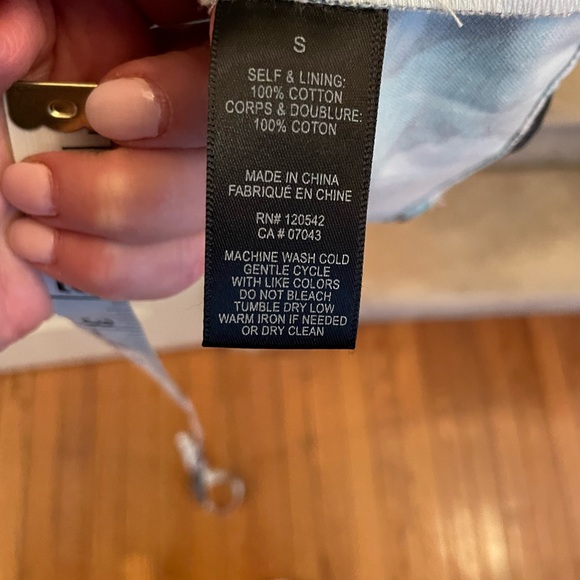 S
SELF & LINING:
100% COTTON
CORPS & DOUBLURE:
100% COTON
MADE IN CHINA
FABRIQUÉ EN CHINE
RN# 120542
CA # 07043
MACHINE WASH COLD
GENTLE CYCLE
WITH LIKE COLORS
DO NOT BLEACH
TUMBLE DRY LOW
WARM IRON IF NEEDED
OR DRY CLEAN